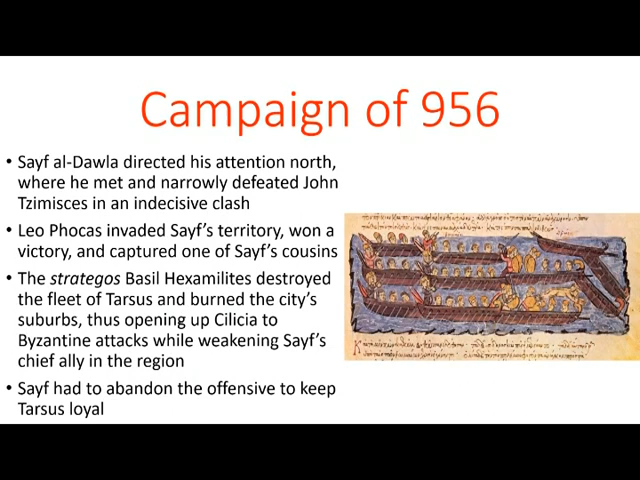 Campaign of 956
• Sayf al-Dawla directed his attention north,
where he met and narrowly defeated John
Tzimisces in an indecisive clash
• Leo Phocas invaded Sayf's territory, won a
victory, and captured one of Sayf's cousins
• The strategos Basil Hexamilites destroyed
the fleet of Tarsus and burned the city's
suburbs, thus opening up Cilicia to
Byzantine attacks while weakening Sayf's
chief ally in the region
• Sayf had to abandon the offensive to keep
Tarsus loyal